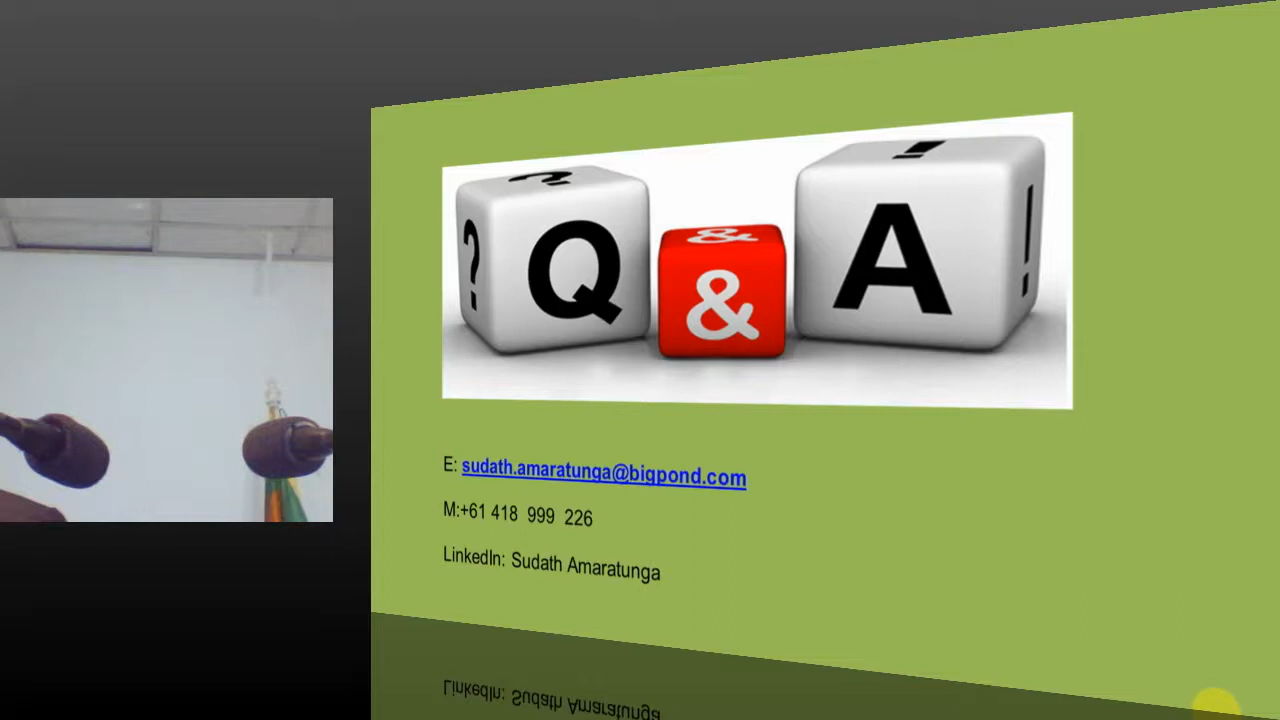 ? Q & A !
? & !
E: sudath.amaratunga@bigpond.com
M:+61 418 999 226
LinkedIn: Sudath Amaratunga
LinkedIn: Sudath Amaratunga